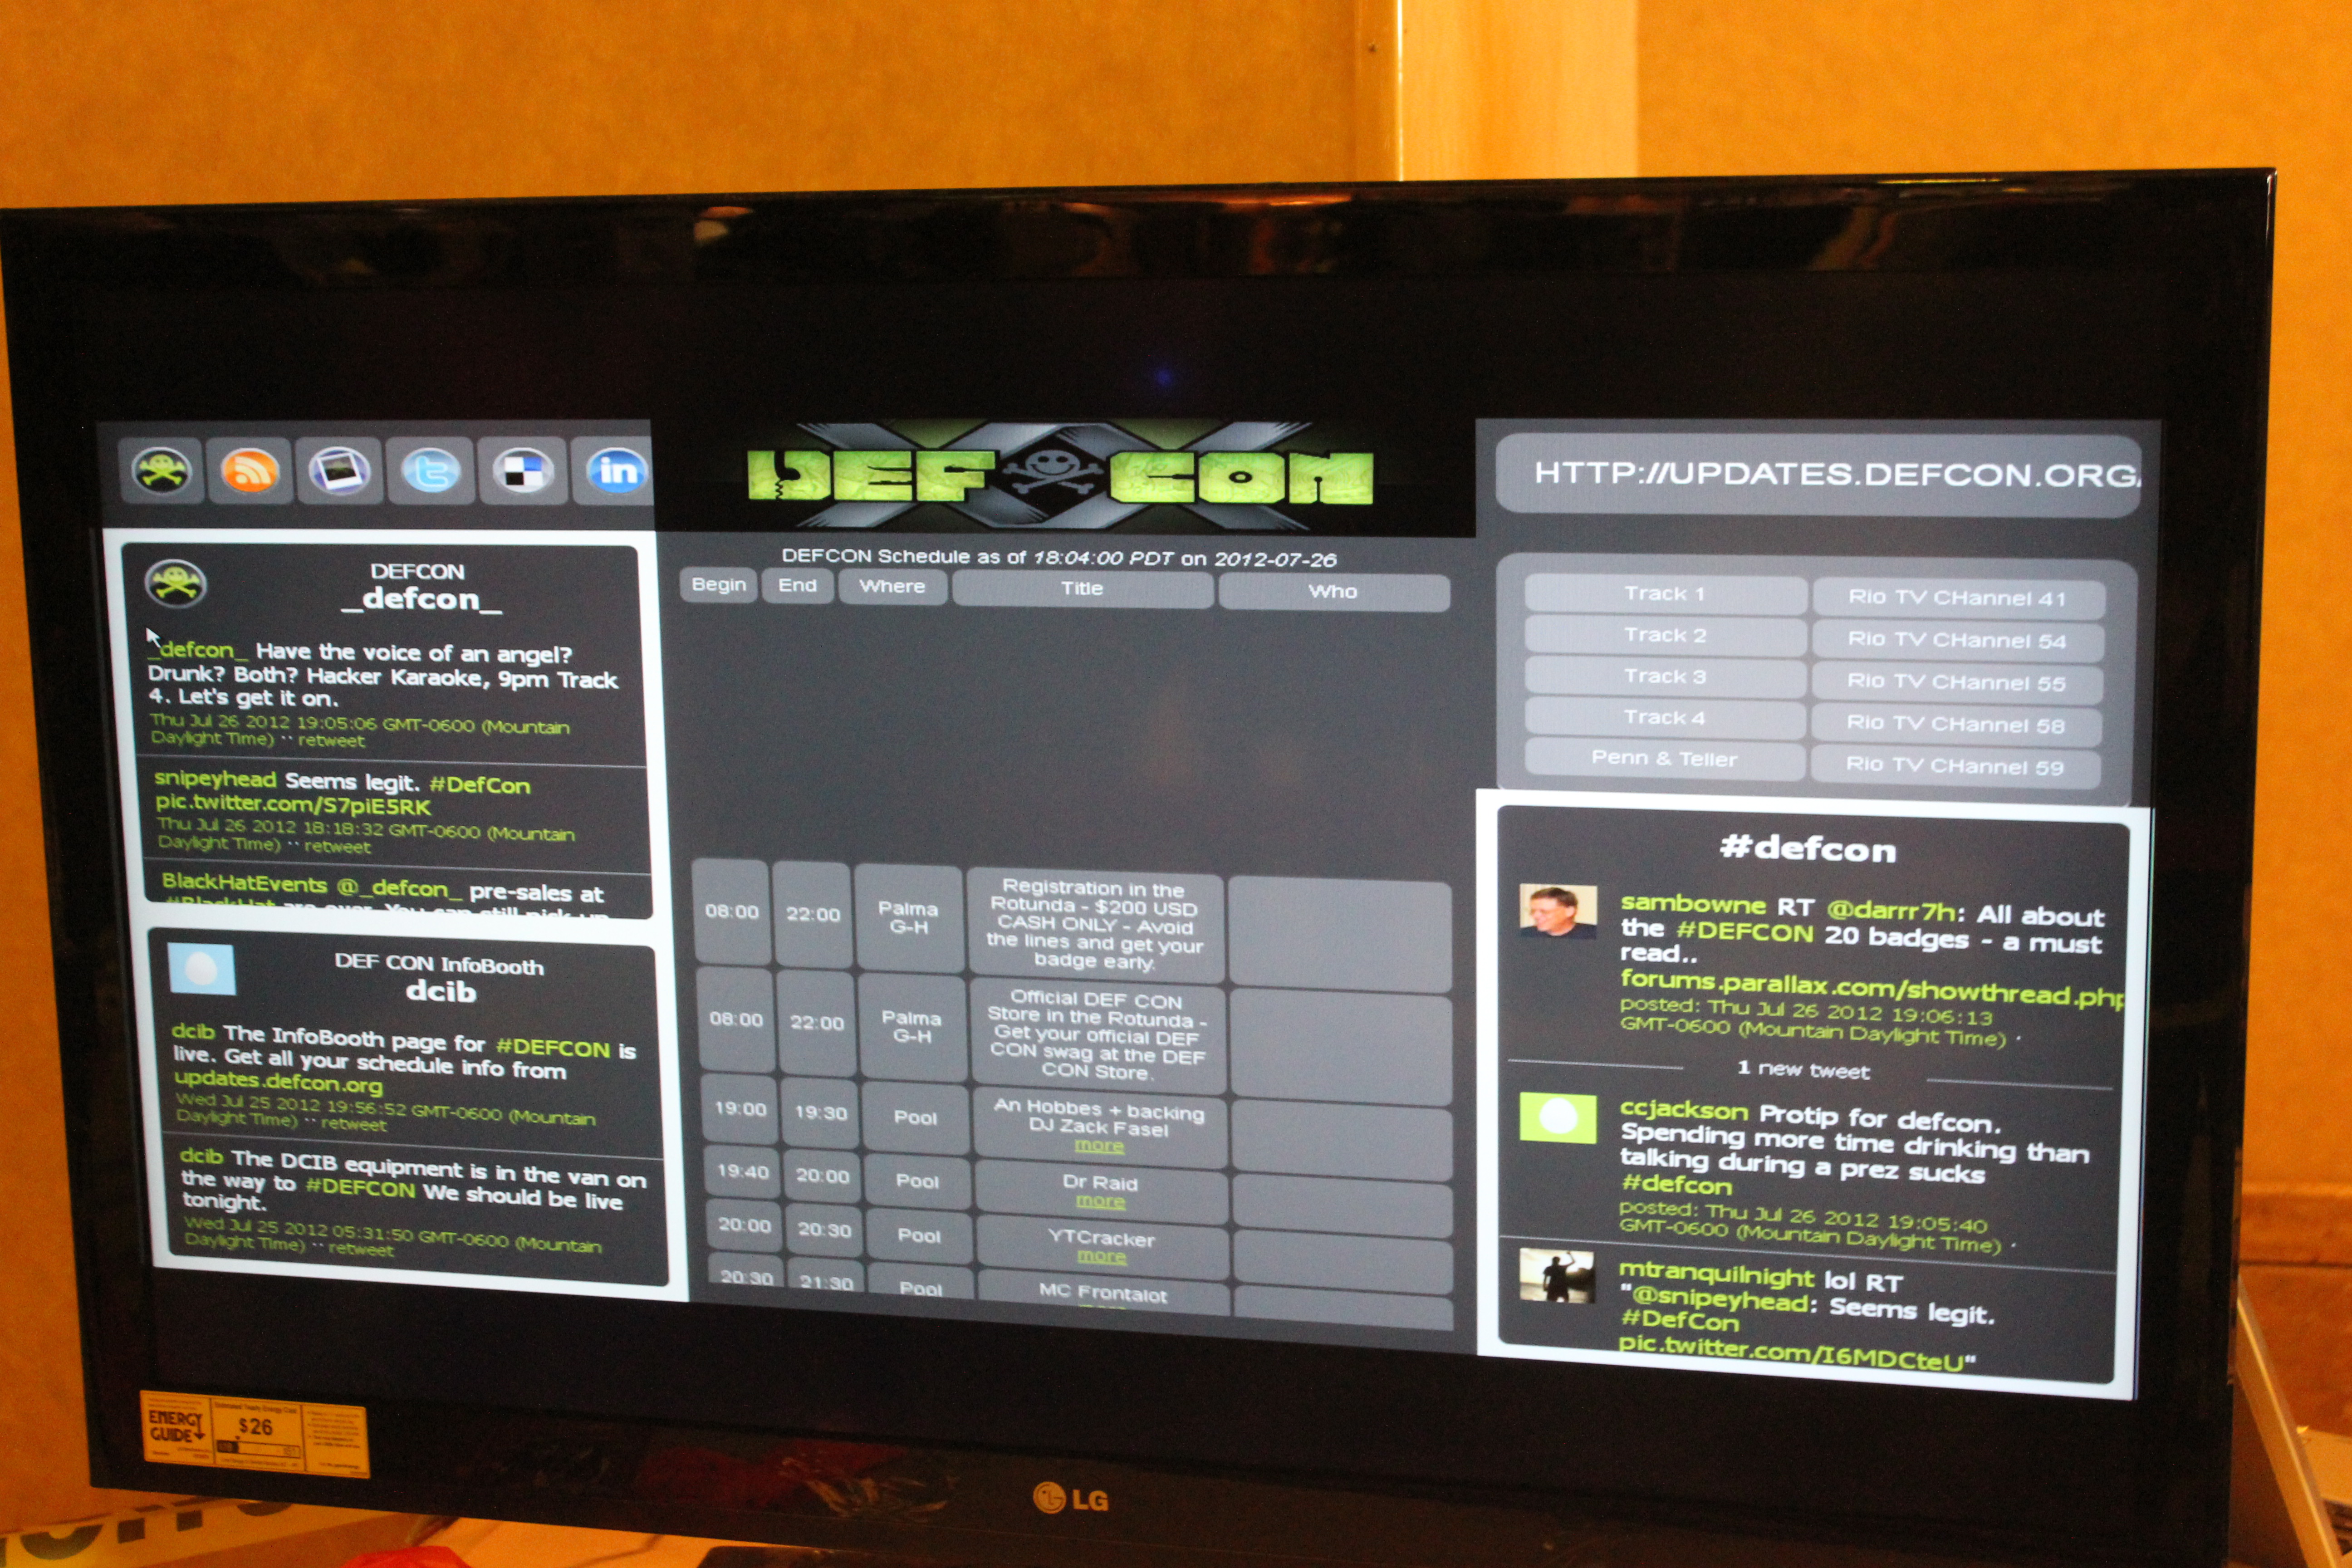 DEF CON
HTTP://UPDATES.DEFCON.ORG
DEFCON
_defcon_
_defcon_ Have the voice of an angel?
Drunk? Both? Hacker Karaoke, 9pm Track
4. Let's get it on.
Thu Jul 26 2012 19:05:06 GMT-0600 (Mountain
Daylight Time) ·· retweet
snipeyhead Seems legit. #DefCon
pic.twitter.com/S7piE5RK
Thu Jul 26 2012 18:18:32 GMT-0600 (Mountain
Daylight Time) ·· retweet
BlackHatEvents @_defcon_ pre-sales at
#BlackHat are over. You can still pick up
DEF CON InfoBooth
dcib
dcib The InfoBooth page for #DEFCON is
live. Get all your schedule info from
updates.defcon.org
Wed Jul 25 2012 19:56:52 GMT-0600 (Mountain
Daylight Time) ·· retweet
dcib The DCIB equipment is in the van on
the way to #DEFCON We should be live
tonight.
Wed Jul 25 2012 05:31:50 GMT-0600 (Mountain
Daylight Time) ·· retweet
DEFCON Schedule as of 18:04:00 PDT on 2012-07-26
Begin End Where Title Who
08:00 22:00 Palma
G-H
Registration in the
Rotunda - $200 USD
CASH ONLY - Avoid
the lines and get your
badge early.
08:00 22:00 Palma
G-H
Official DEF CON
Store in the Rotunda -
Get your official DEF
CON swag at the DEF
CON Store.
19:00 19:30 Pool An Hobbes + backing
DJ Zack Fasel
more
19:40 20:00 Pool Dr Raid
more
20:00 20:30 Pool YTCracker
more
20:30 21:30 Pool MC Frontalot
Track 1 Rio TV CHannel 41
Track 2 Rio TV CHannel 54
Track 3 Rio TV CHannel 55
Track 4 Rio TV CHannel 58
Penn & Teller Rio TV CHannel 59
#defcon
sambowne RT @darrr7h: All about
the #DEFCON 20 badges - a must
read..
forums.parallax.com/showthread.php
posted: Thu Jul 26 2012 19:06:13
GMT-0600 (Mountain Daylight Time) ·
1 new tweet
ccjackson Protip for defcon.
Spending more time drinking than
talking during a prez sucks
#defcon
posted: Thu Jul 26 2012 19:05:40
GMT-0600 (Mountain Daylight Time) ·
mtranquilnight lol RT
"@snipeyhead: Seems legit.
#DefCon
pic.twitter.com/I6MDCteU"
ENERGY
GUIDE
Estimated Yearly Energy Cost
$26
LG